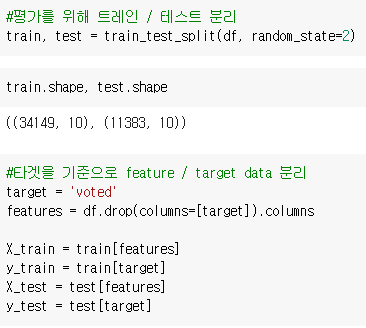 #평가를 위해 트레인 / 테스트 분리
train, test = train_test_split(df, random_state=2)
train.shape, test.shape
((34149, 10), (11383, 10))
#타겟을 기준으로 feature / target data 분리
target = 'voted'
features = df.drop(columns=[target]).columns
X_train = train[features]
y_train = train[target]
X_test = test[features]
y_test = test[target]